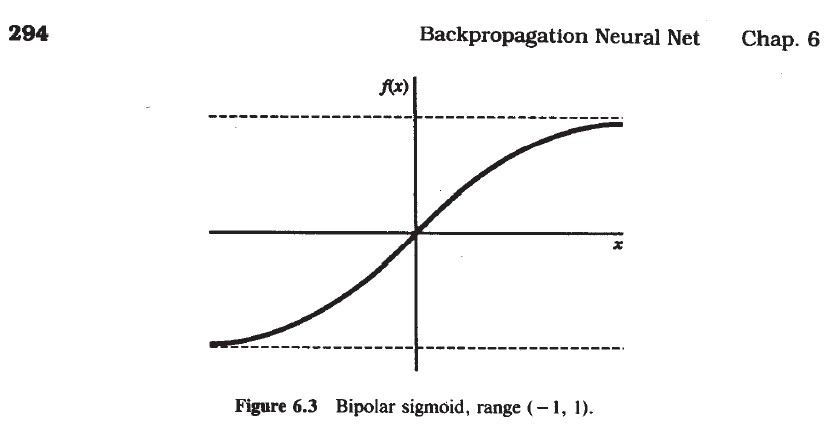 294 Backpropagation Neural Net Chap. 6
f(x)
x
Figure 6.3 Bipolar sigmoid, range (−1, 1).